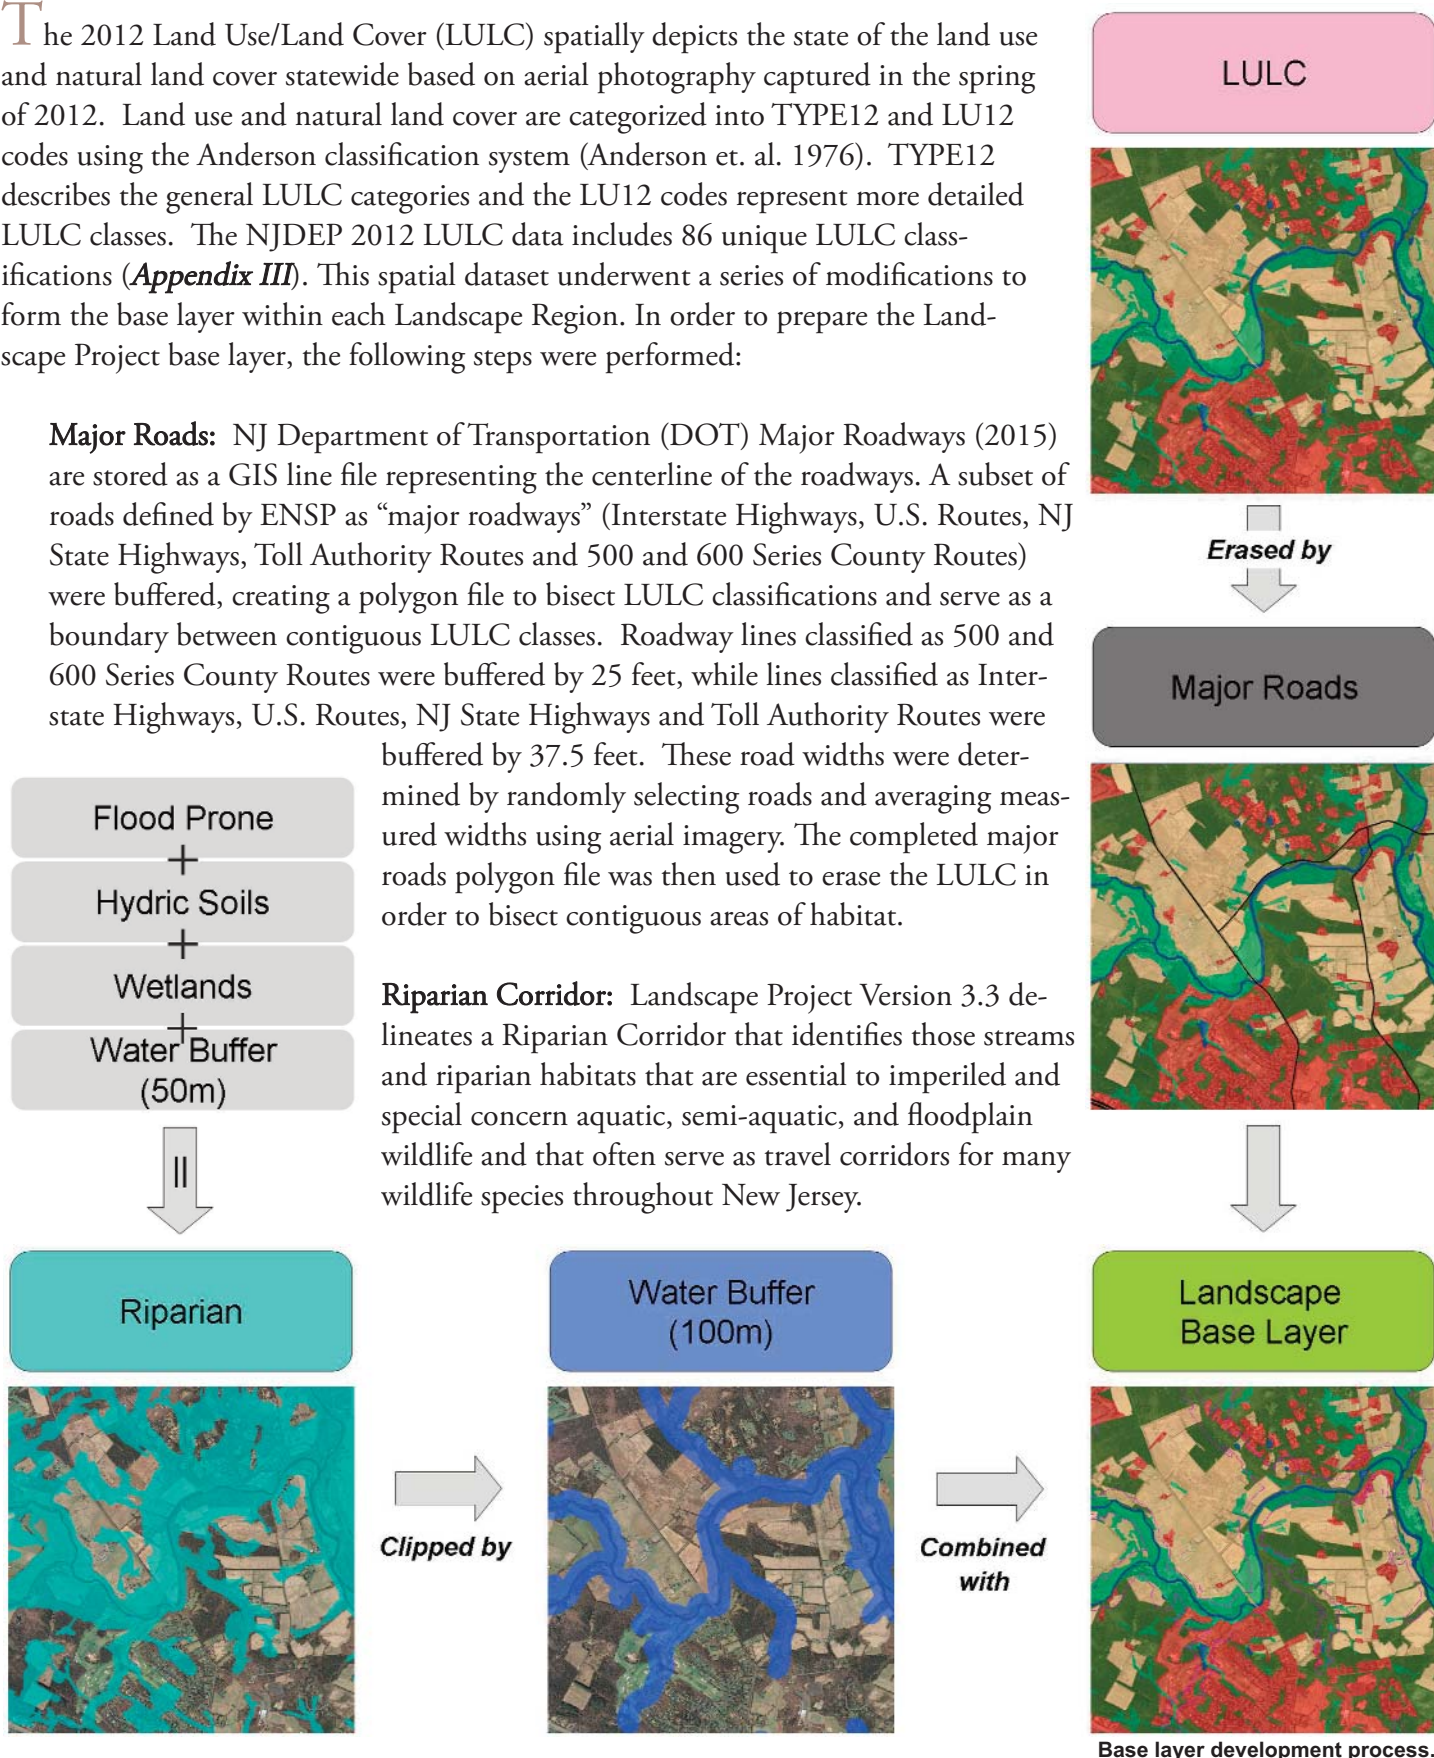 The 2012 Land Use/Land Cover (LULC) spatially depicts the state of the land use
and natural land cover statewide based on aerial photography captured in the spring
of 2012.  Land use and natural land cover are categorized into TYPE12 and LU12
codes using the Anderson classification system (Anderson et. al. 1976).  TYPE12
describes the general LULC categories and the LU12 codes represent more detailed
LULC classes.  The NJDEP 2012 LULC data includes 86 unique LULC class-
ifications (Appendix III). This spatial dataset underwent a series of modifications to
form the base layer within each Landscape Region. In order to prepare the Land-
scape Project base layer, the following steps were performed:
Major Roads:  NJ Department of Transportation (DOT) Major Roadways (2015)
are stored as a GIS line file representing the centerline of the roadways. A subset of
roads defined by ENSP as “major roadways” (Interstate Highways, U.S. Routes, NJ
State Highways, Toll Authority Routes and 500 and 600 Series County Routes)
were buffered, creating a polygon file to bisect LULC classifications and serve as a
boundary between contiguous LULC classes.  Roadway lines classified as 500 and
600 Series County Routes were buffered by 25 feet, while lines classified as Inter-
state Highways, U.S. Routes, NJ State Highways and Toll Authority Routes were
buffered by 37.5 feet.  These road widths were deter-
mined by randomly selecting roads and averaging meas-
ured widths using aerial imagery. The completed major
roads polygon file was then used to erase the LULC in
order to bisect contiguous areas of habitat.
Riparian Corridor:  Landscape Project Version 3.3 de-
lineates a Riparian Corridor that identifies those streams
and riparian habitats that are essential to imperiled and
special concern aquatic, semi-aquatic, and floodplain
wildlife and that often serve as travel corridors for many
wildlife species throughout New Jersey.
LULC
Erased by
Major Roads
Flood Prone
+
Hydric Soils
+
Wetlands
+
Water Buffer
(50m)
=
Riparian
Clipped by
Water Buffer
(100m)
Combined
with
Landscape
Base Layer
Base layer development process.